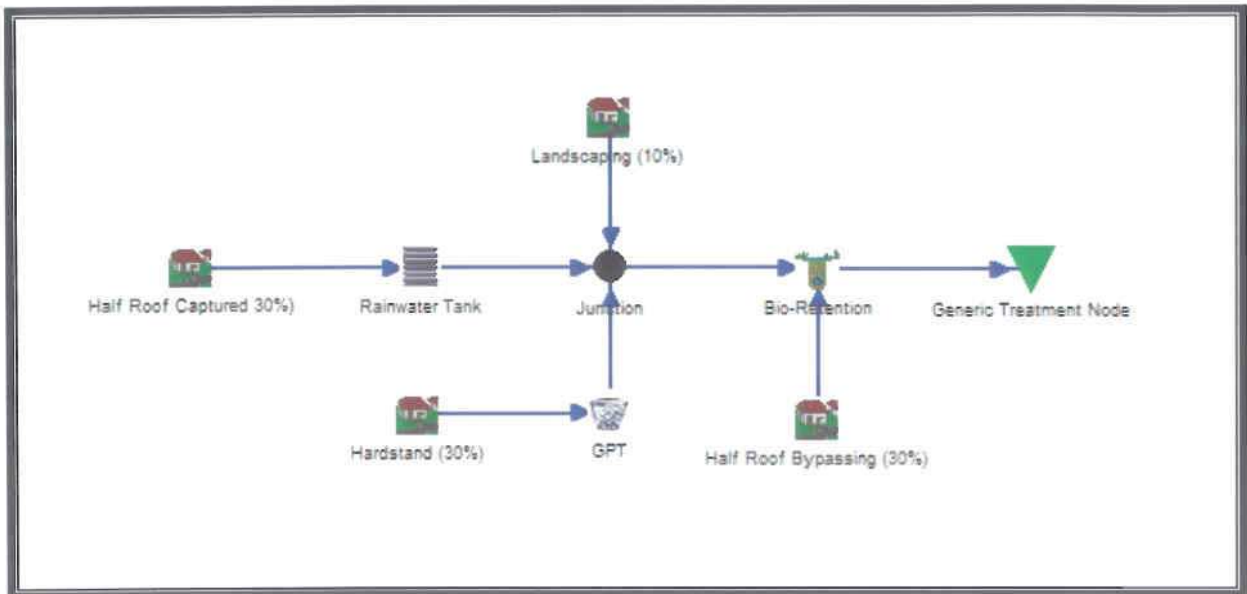 Landscaping (10%)
Half Roof Captured 30%)
Rainwater Tank
Junction
Bio-Retention
Generic Treatment Node
Hardstand (30%)
GPT
Half Roof Bypassing (30%)